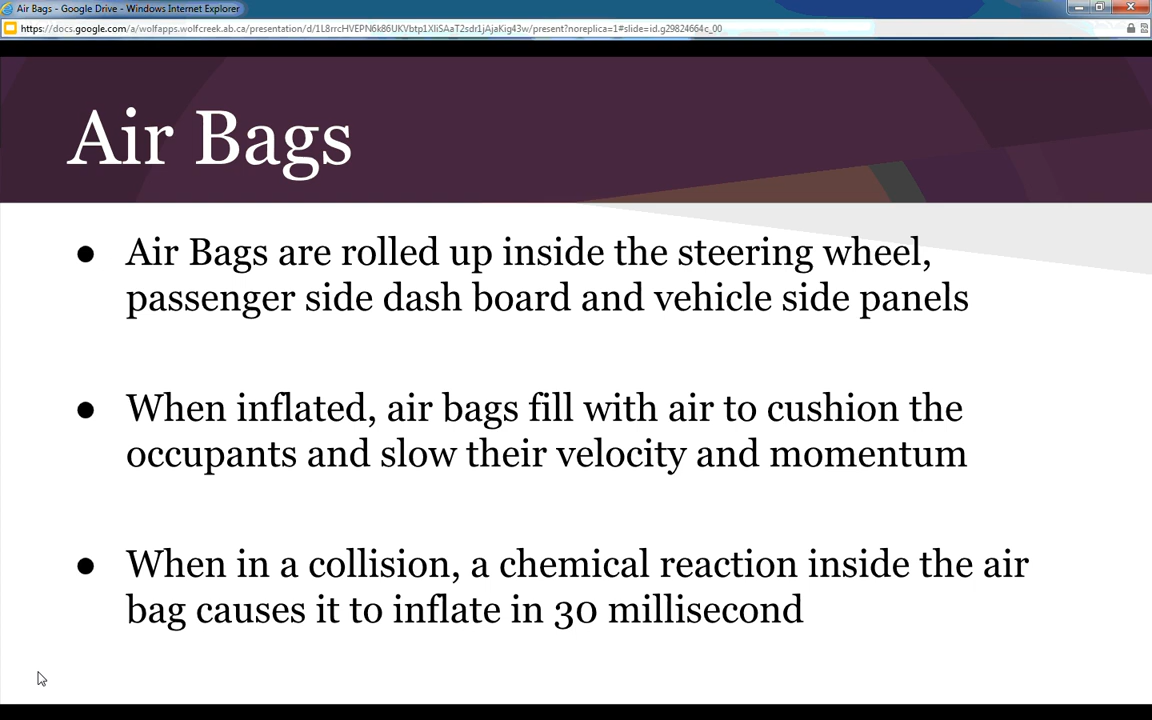 Air Bags - Google Drive - Windows Internet Explorer
https://docs.google.com/a/wolfapps.wolfcreek.ab.ca/presentation/d/1L8rrcHVEPN6k86UKVbtp1XliSAaT2sdr1jAjaKig43w/present?noreplica=1#slide=id.g29824664c_00
Air Bags
● Air Bags are rolled up inside the steering wheel,
passenger side dash board and vehicle side panels
● When inflated, air bags fill with air to cushion the
occupants and slow their velocity and momentum
● When in a collision, a chemical reaction inside the air
bag causes it to inflate in 30 millisecond